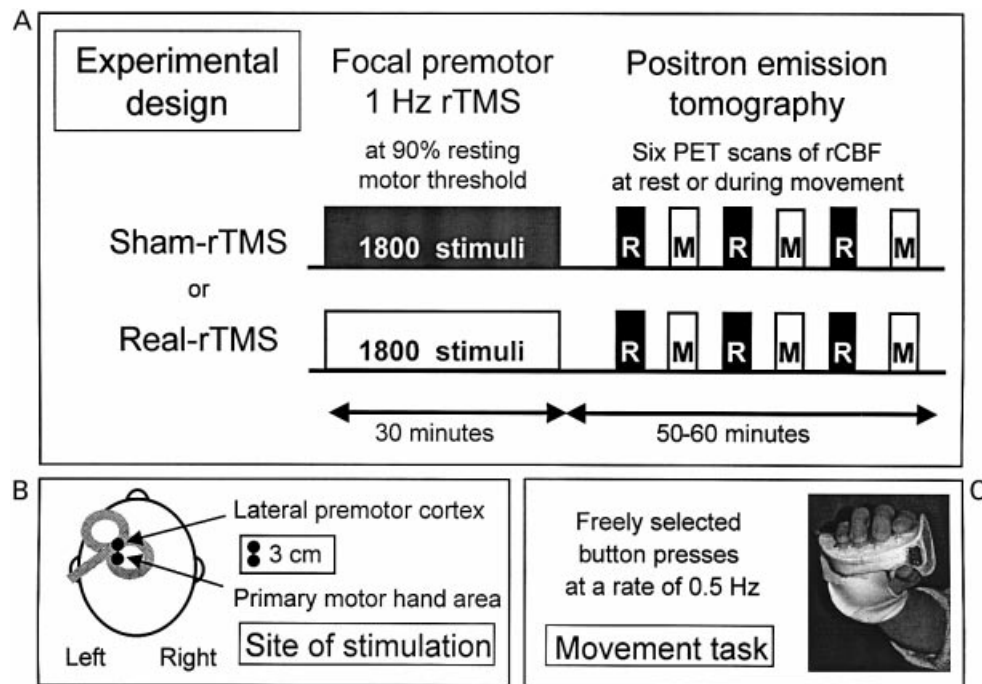 A
Experimental
design
Focal premotor
1 Hz rTMS
at 90% resting
motor threshold
Positron emission
tomography
Six PET scans of rCBF
at rest or during movement
Sham-rTMS
1800 stimuli
R M R M R M
or
Real-rTMS
1800 stimuli
R M R M R M
30 minutes
50-60 minutes
B
Lateral premotor cortex
3 cm
Primary motor hand area
Left Right
Site of stimulation
C
Freely selected
button presses
at a rate of 0.5 Hz
Movement task